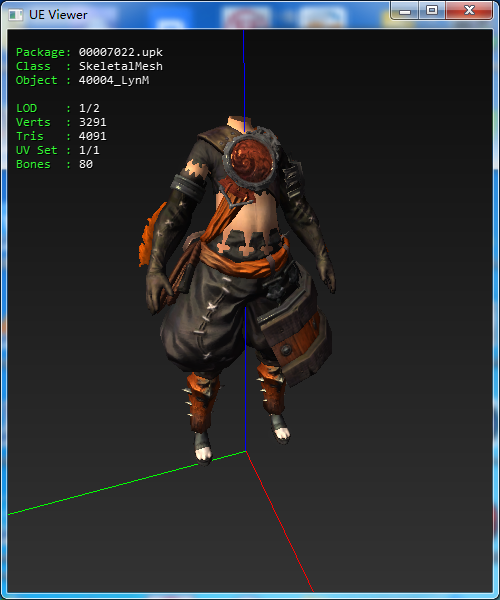 UE Viewer
Package: 00007022.upk
Class : SkeletalMesh
Object : 40004_LynM
LOD : 1/2
Verts : 3291
Tris : 4091
UV Set : 1/1
Bones : 80